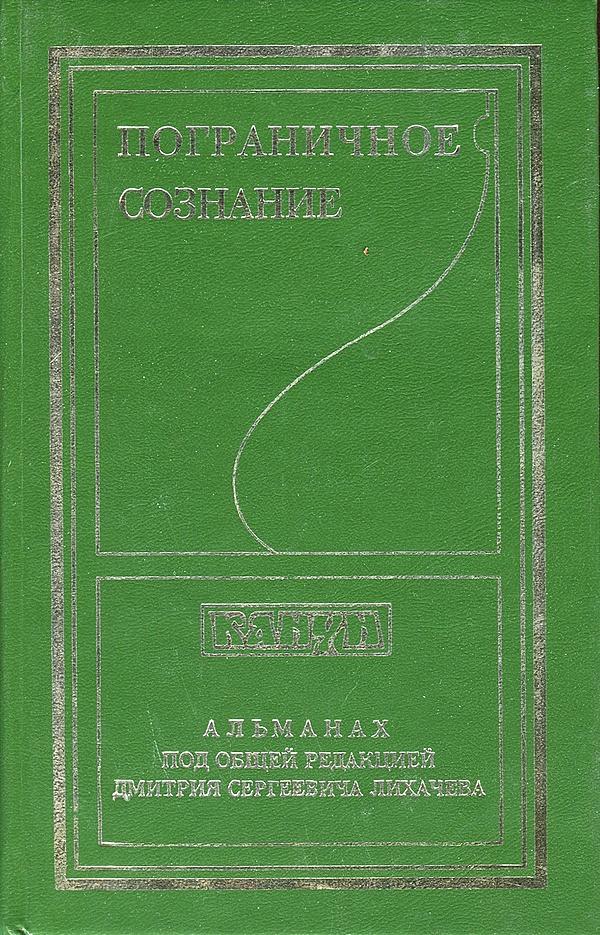 ПОГРАНИЧНОЕ
СОЗНАНИЕ
КАНУН
АЛЬМАНАХ
ПОД ОБЩЕЙ РЕДАКЦИЕЙ
ДМИТРИЯ СЕРГЕЕВИЧА ЛИХАЧЕВА